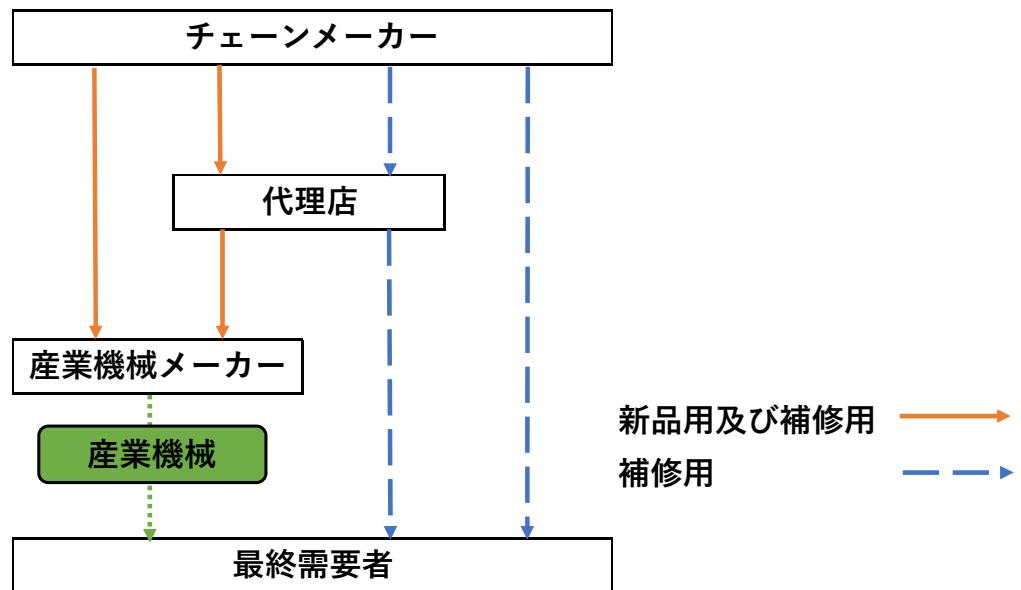 チェーンメーカー
代理店
産業機械メーカー
産業機械
新品用及び補修用
補修用
最終需要者